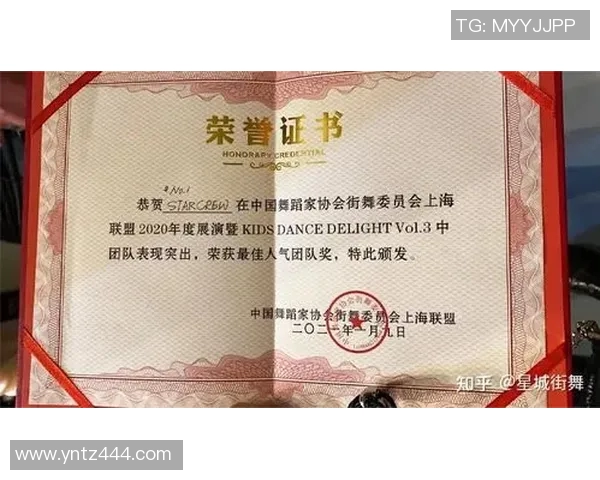 TG: MYYJJPP
荣誉证书
HONORARY CREDENTIAL
#No.1
恭贺 STARCREW 在中国舞蹈家协会街舞委员会上海
联盟 2020年度展演暨 KIDS DANCE DELIGHT Vol.3 中
团队表现突出，荣获最佳人气团队奖，特此颁发。
中国舞蹈家协会街舞委员会上海联盟
二〇二一年一月九日
知乎 @星城街舞
www.yntz444.com